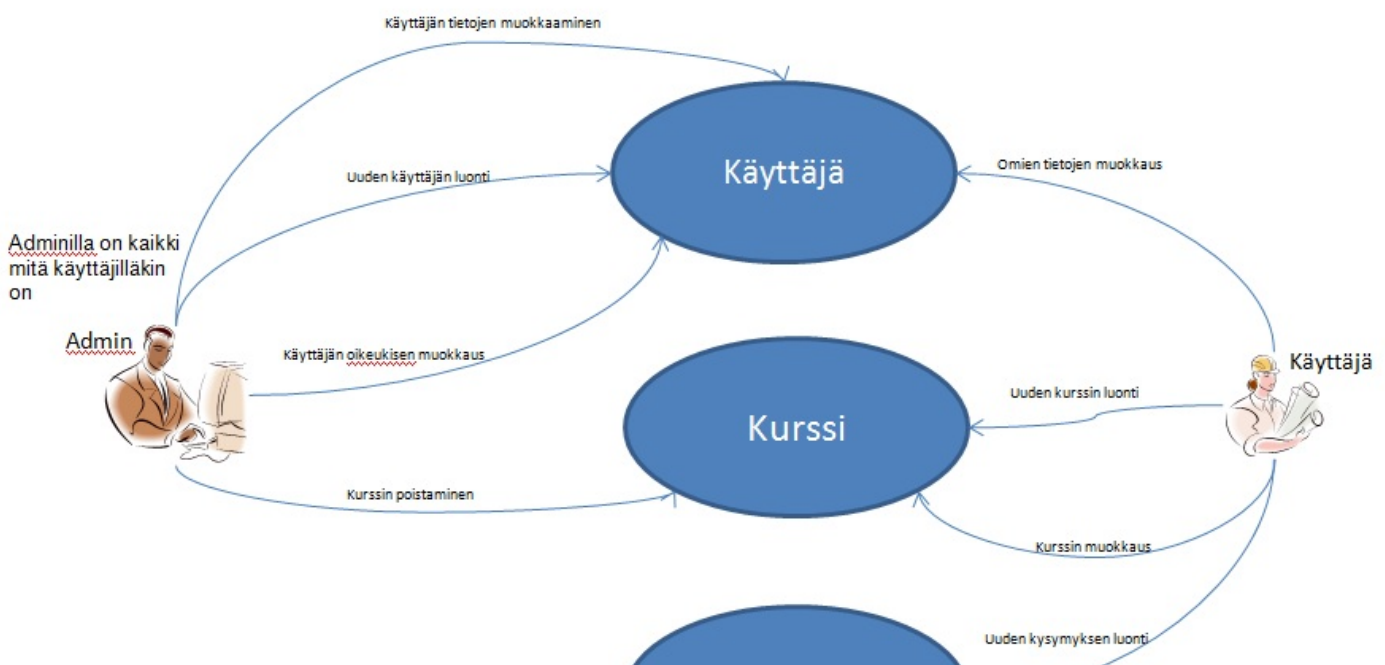 Käyttäjän tietojen muokkaaminen
Käyttäjä
Omien tietojen muokkaus
Uuden käyttäjän luonti
Adminilla on kaikki
mitä käyttäjilläkin
on
Admin
Käyttäjän oikeukisen muokkaus
Käyttäjä
Uuden kurssin luonti
Kurssi
Kurssin poistaminen
Kurssin muokkaus
Uuden kysymyksen luonti